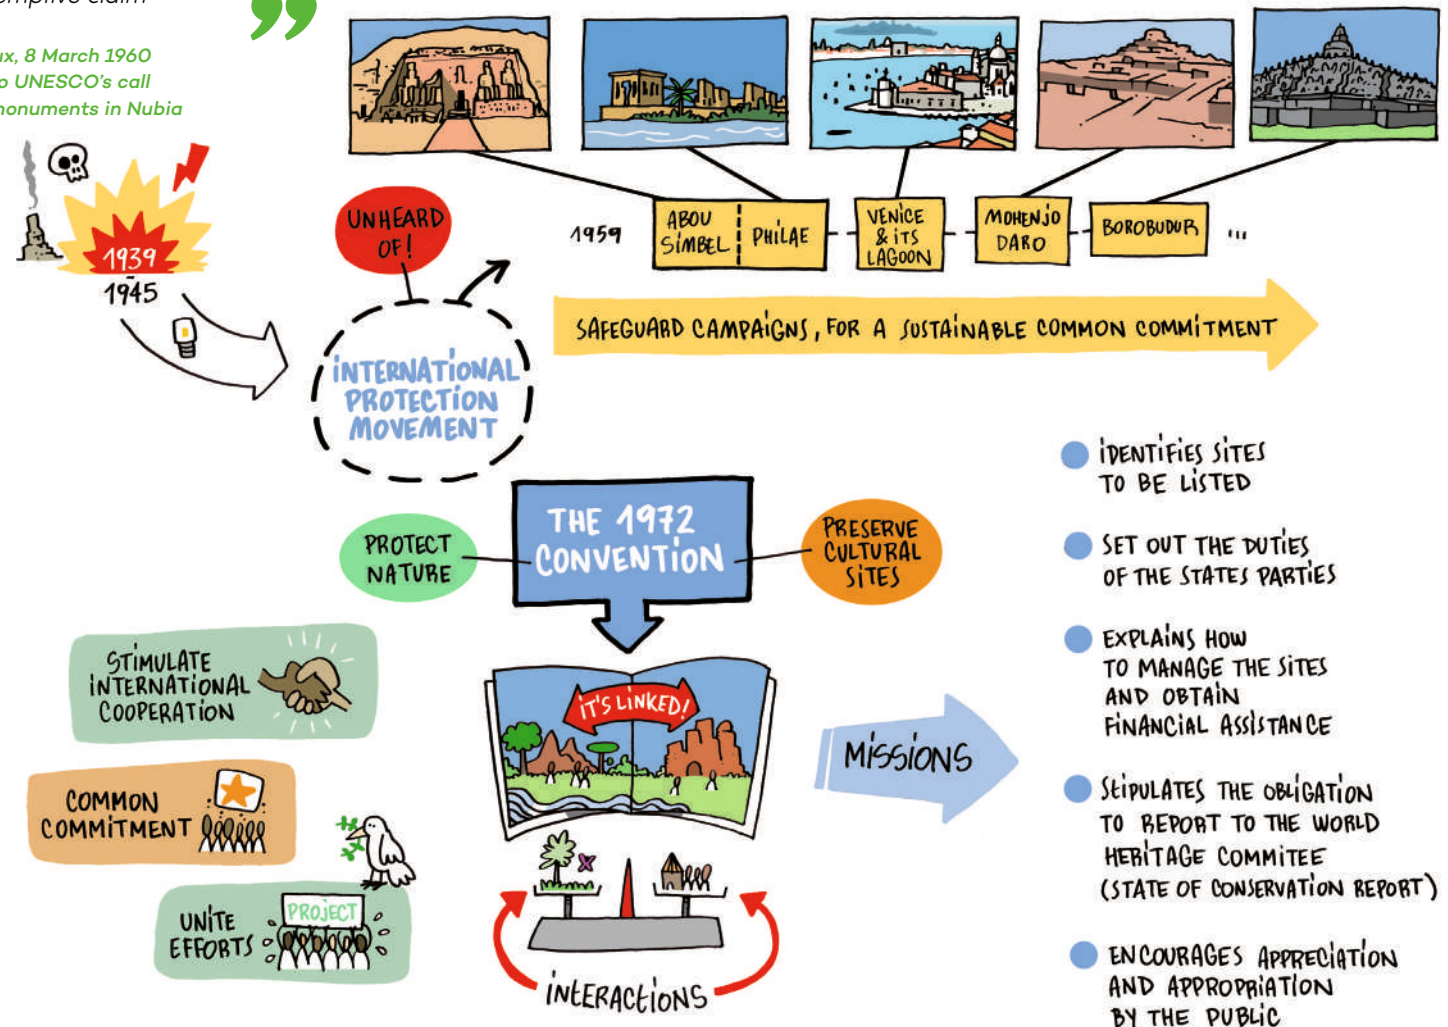 claim
8 March 1960
UNESCO's call
monuments in Nubia
1939
-
1945
UNHEARD
OF!
INTERNATIONAL
PROTECTION
MOVEMENT
1959
ABOU
SIMBEL
PHILAE
VENICE
& ITS
LAGOON
MOHENJO
DARO
BOROBUDUR
...
SAFEGUARD CAMPAIGNS, FOR A SUSTAINABLE COMMON COMMITMENT
THE 1972
CONVENTION
PROTECT
NATURE
PRESERVE
CULTURAL
SITES
STIMULATE
INTERNATIONAL
COOPERATION
COMMON
COMMITMENT
UNITE
EFFORTS
PROJECT
IT'S LINKED!
INTERACTIONS
MISSIONS
IDENTIFIES SITES
TO BE LISTED
SET OUT THE DUTIES
OF THE STATES PARTIES
EXPLAINS HOW
TO MANAGE THE SITES
AND OBTAIN
FINANCIAL ASSISTANCE
STIPULATES THE OBLIGATION
TO REPORT TO THE WORLD
HERITAGE COMMITEE
(STATE OF CONSERVATION REPORT)
ENCOURAGES APPRECIATION
AND APPROPRIATION
BY THE PUBLIC